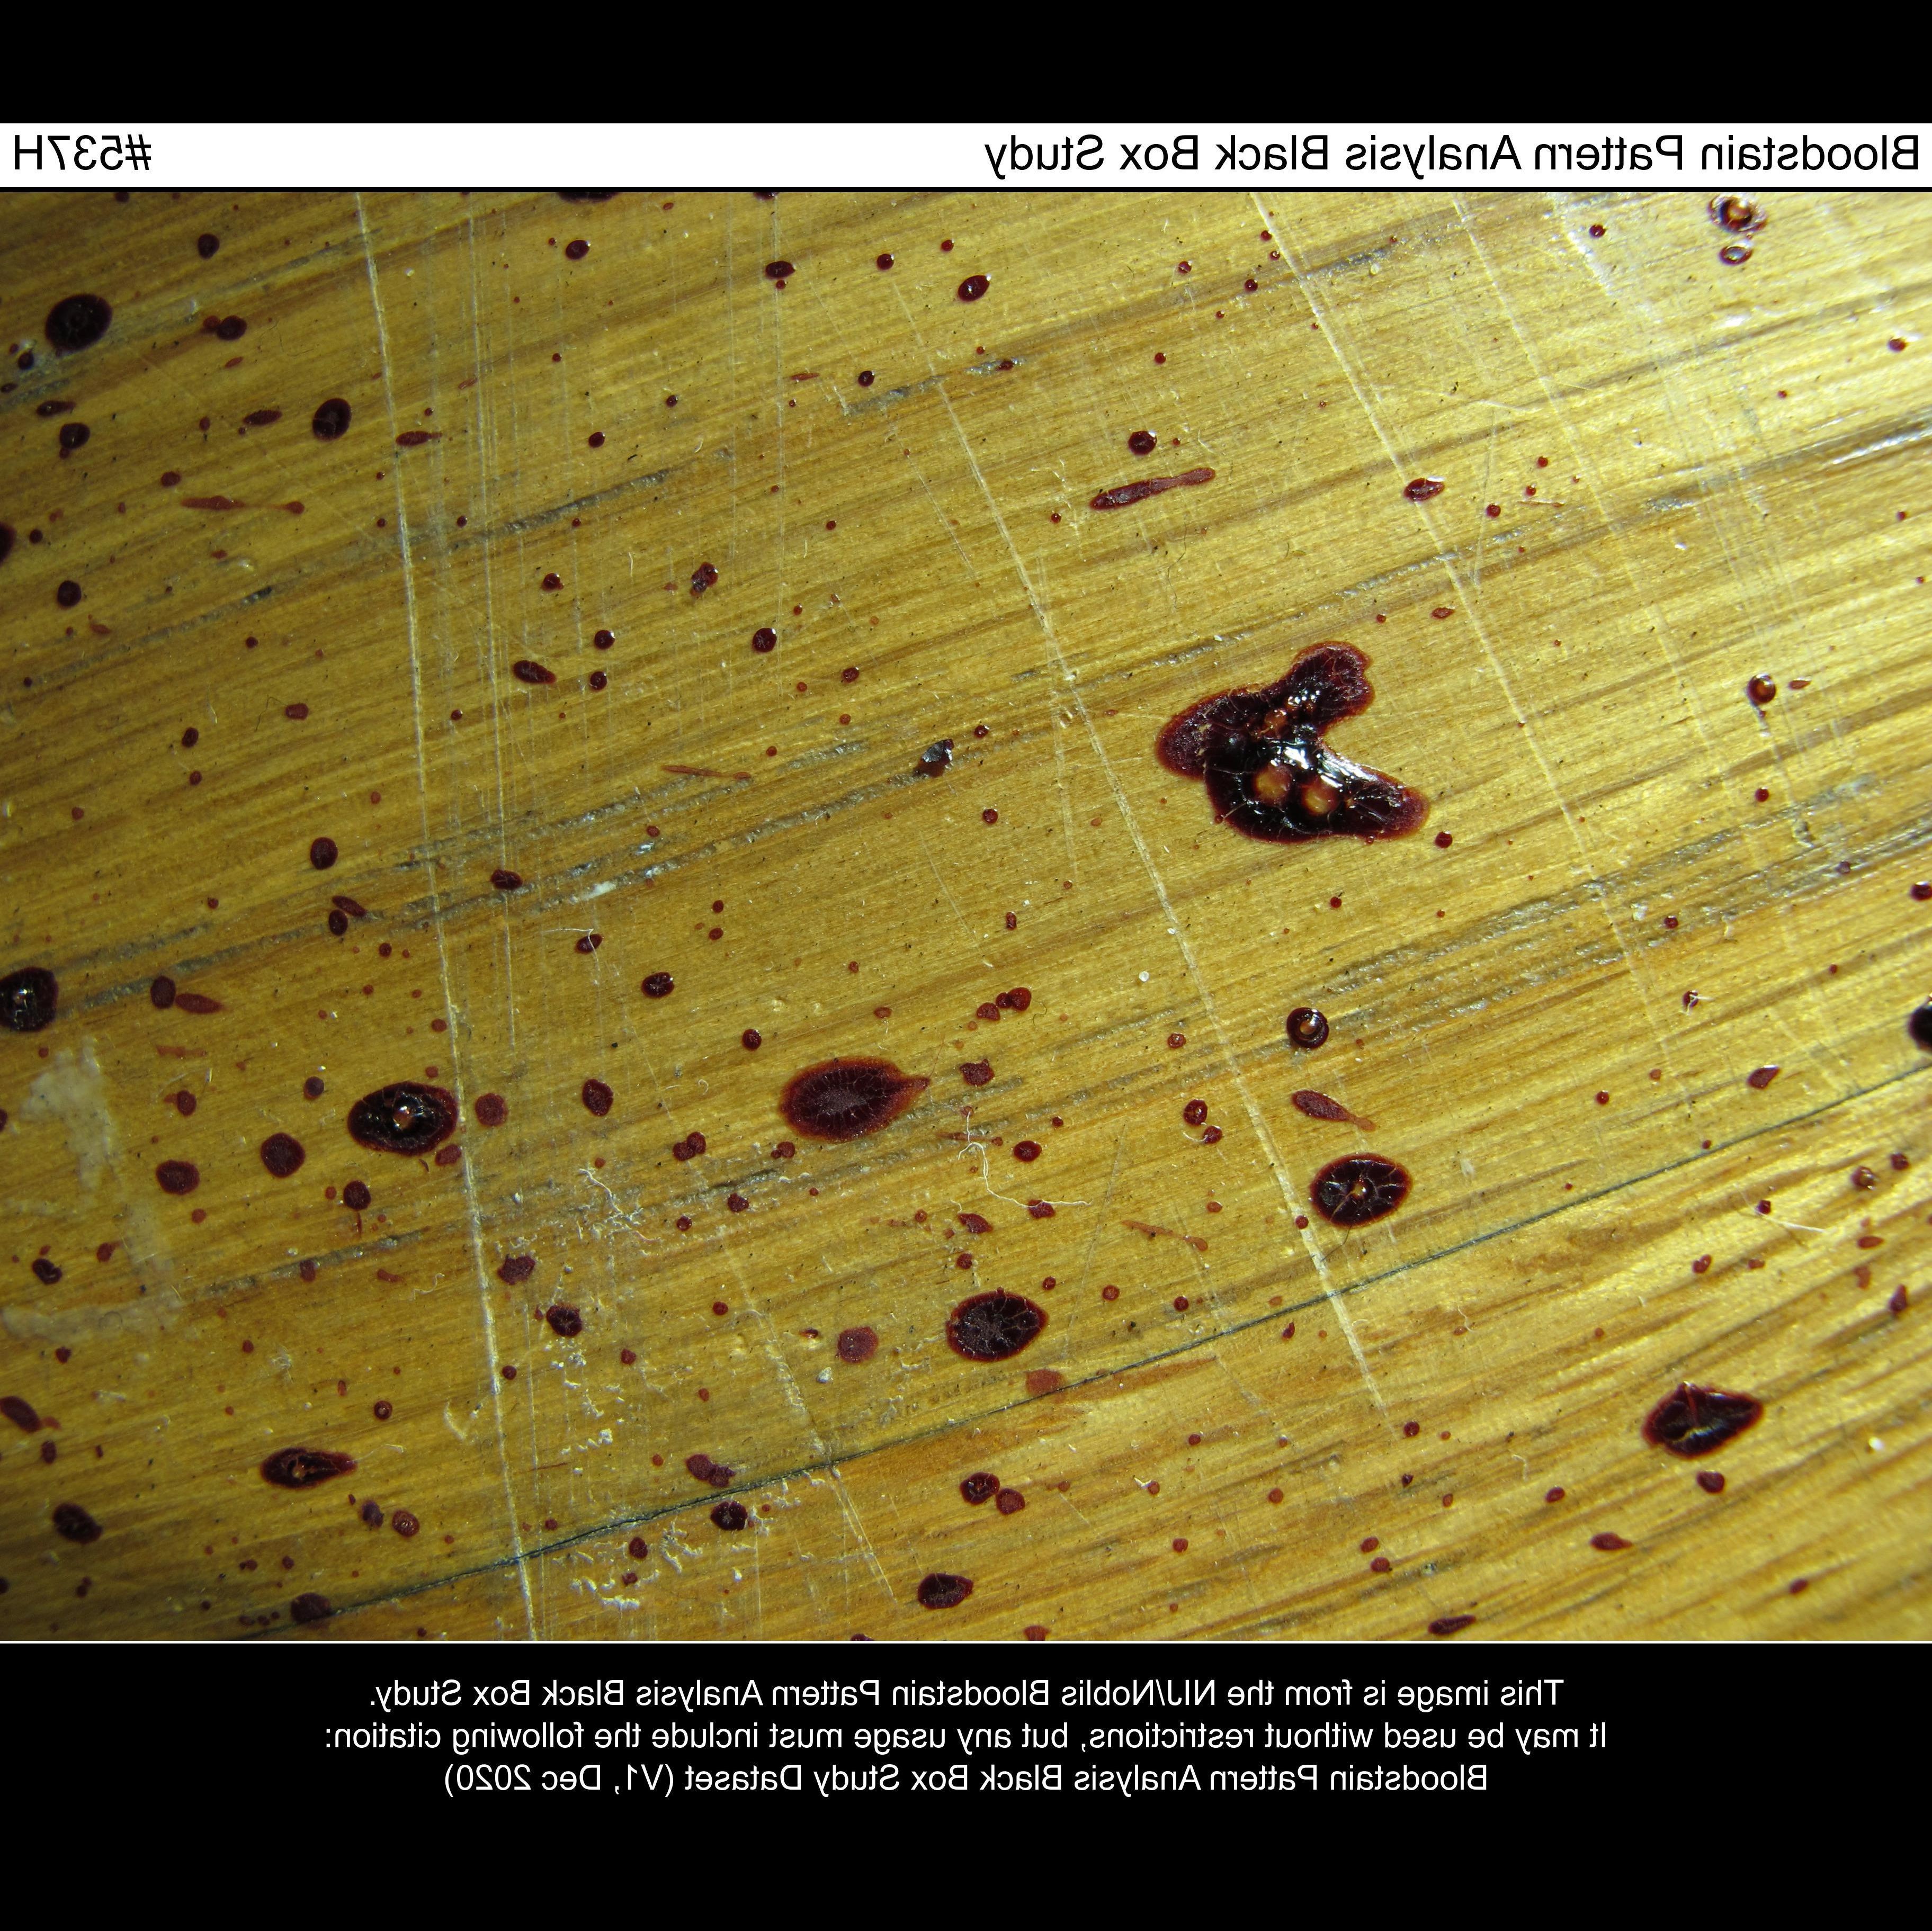 Bloodstain Pattern Analysis Black Box Study #537H
This image is from the NIJ/Noblis Bloodstain Pattern Analysis Black Box Study.
It may be used without restrictions, but any usage must include the following citation:
Bloodstain Pattern Analysis Black Box Study Dataset (V1, Dec 2020)